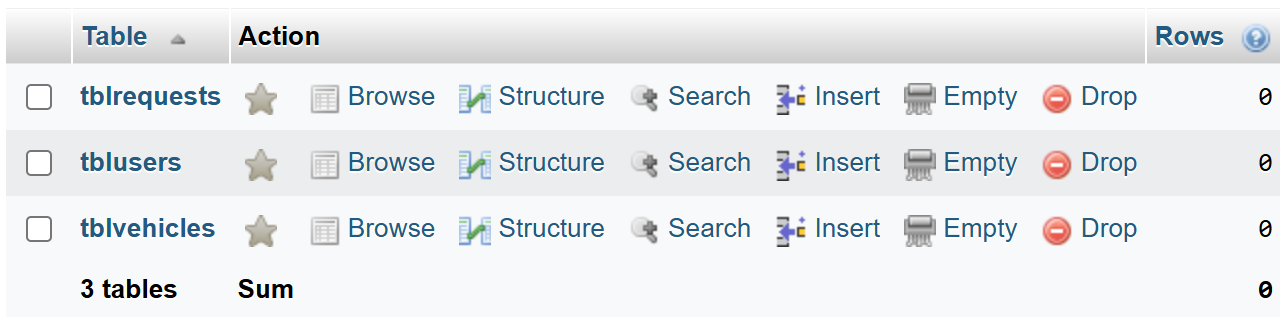 Table Action Rows
tblrequests Browse Structure Search Insert Empty Drop 0
tblusers Browse Structure Search Insert Empty Drop 0
tblvehicles Browse Structure Search Insert Empty Drop 0
3 tables Sum 0